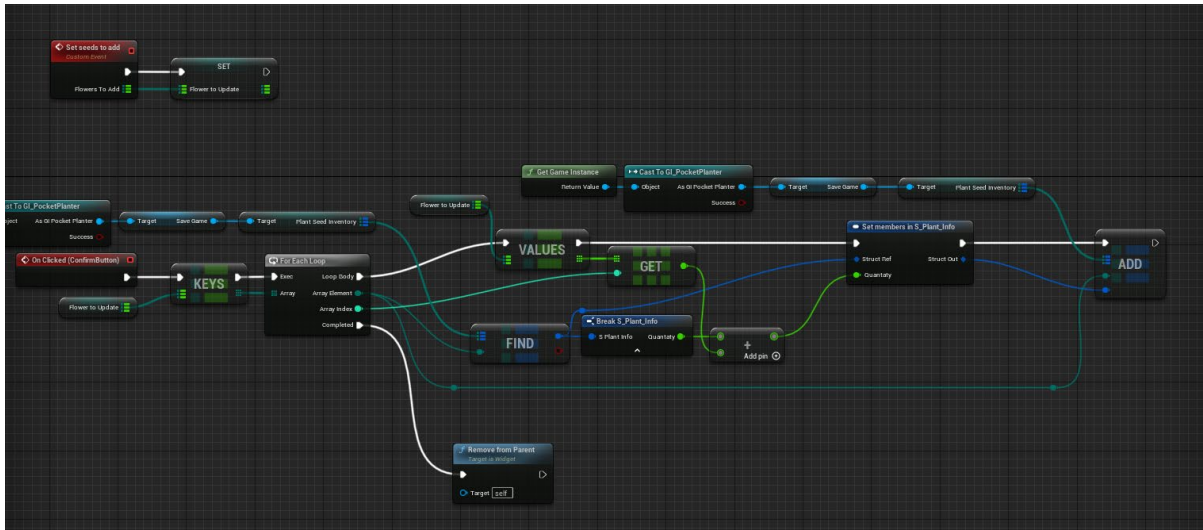 Set seeds to add
Custom Event
Flowers To Add
SET
Flower to Update
Get Game Instance
Return Value
Cast To GI_PocketPlanter
Object
As GI Pocket Planter
Success
Target
Save Game
Target
Plant Seed Inventory
st To GI_PocketPlanter
ject
As GI Pocket Planter
Success
Target
Save Game
Target
Plant Seed Inventory
Flower to Update
VALUES
GET
Set members in S_Plant_Info
Struct Ref
Struct Out
Quantaty
ADD
On Clicked (ConfirmButton)
Flower to Update
KEYS
For Each Loop
Exec
Loop Body
Array
Array Element
Array Index
Completed
FIND
Break S_Plant_Info
S Plant Info
Quantaty
+
Add pin
Remove from Parent
Target is Widget
Target
self